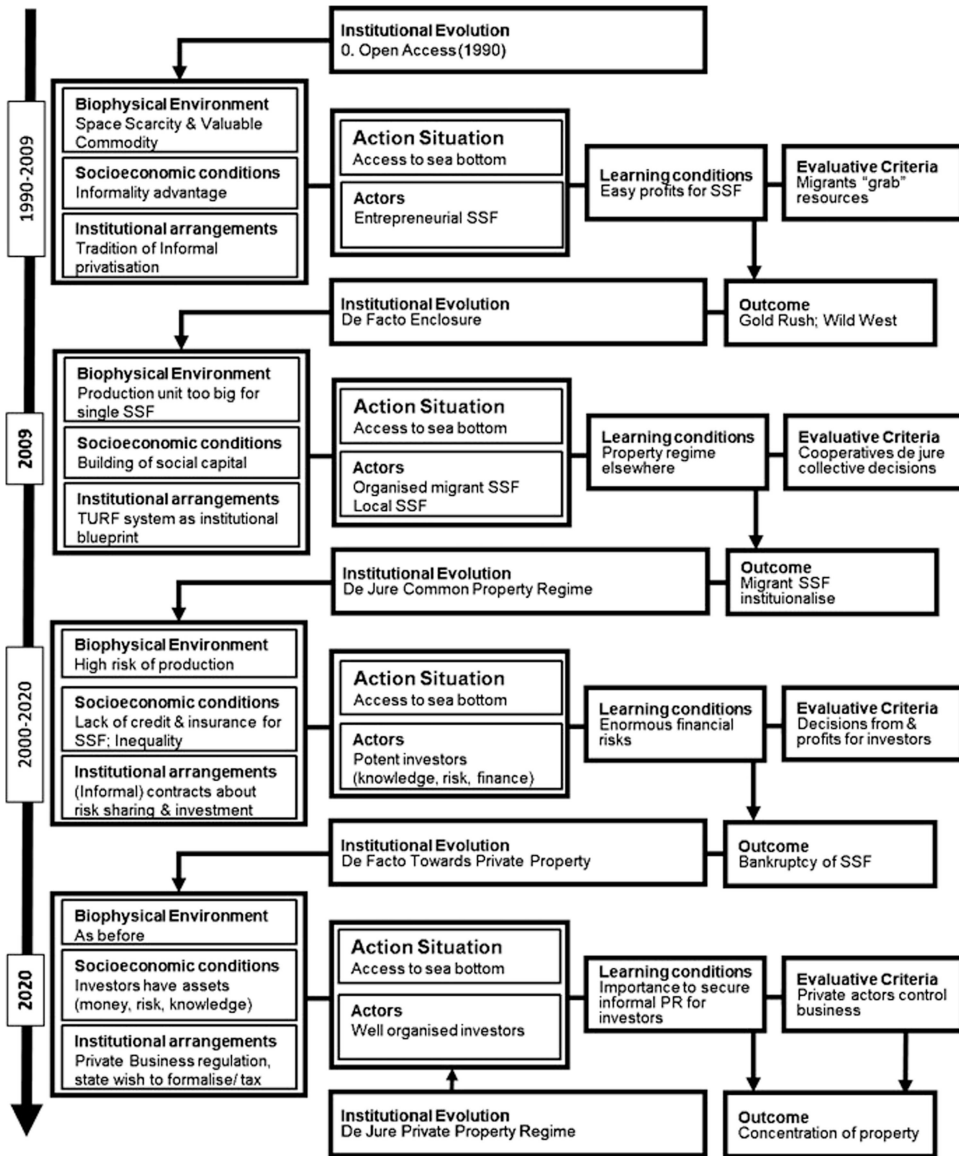 Institutional Evolution
0. Open Access (1990)
1990-2009
Biophysical Environment
Space Scarcity & Valuable
Commodity
Socioeconomic conditions
Informality advantage
Institutional arrangements
Tradition of Informal
privatisation
Action Situation
Access to sea bottom
Actors
Entrepreneurial SSF
Learning conditions
Easy profits for SSF
Evaluative Criteria
Migrants "grab"
resources
Institutional Evolution
De Facto Enclosure
Outcome
Gold Rush; Wild West
2009
Biophysical Environment
Production unit too big for
single SSF
Socioeconomic conditions
Building of social capital
Institutional arrangements
TURF system as institutional
blueprint
Action Situation
Access to sea bottom
Actors
Organised migrant SSF
Local SSF
Learning conditions
Property regime
elsewhere
Evaluative Criteria
Cooperatives de jure
collective decisions
Institutional Evolution
De Jure Common Property Regime
Outcome
Migrant SSF
instituionalise
2000-2020
Biophysical Environment
High risk of production
Socioeconomic conditions
Lack of credit & insurance for
SSF; Inequality
Institutional arrangements
(Informal) contracts about
risk sharing & investment
Action Situation
Access to sea bottom
Actors
Potent investors
(knowledge, risk, finance)
Learning conditions
Enormous financial
risks
Evaluative Criteria
Decisions from &
profits for investors
Institutional Evolution
De Facto Towards Private Property
Outcome
Bankruptcy of SSF
2020
Biophysical Environment
As before
Socioeconomic conditions
Investors have assets
(money, risk, knowledge)
Institutional arrangements
Private Business regulation,
state wish to formalise/ tax
Action Situation
Access to sea bottom
Actors
Well organised investors
Learning conditions
Importance to secure
informal PR for
investors
Evaluative Criteria
Private actors control
business
Institutional Evolution
De Jure Private Property Regime
Outcome
Concentration of property